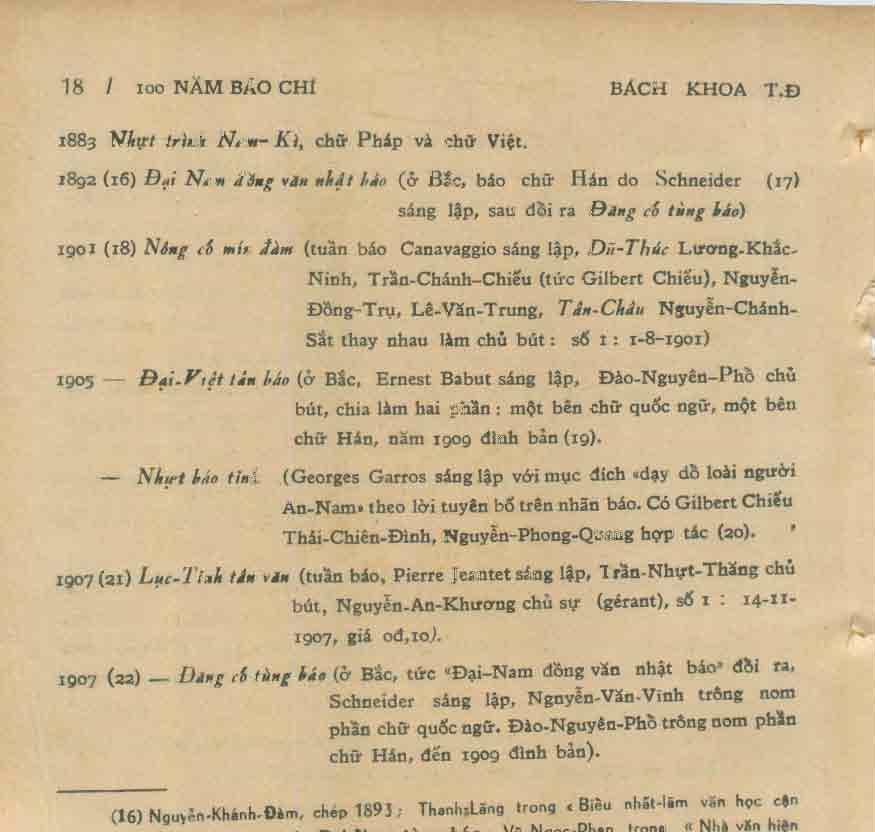 18 / 100 NĂM BÁO CHÍ BÁCH KHOA T.Đ
1883 Nhựt trình Nam-Kì, chữ Pháp và chữ Việt.
1892 (16) Đại Nam đồng văn nhật báo (ở Bắc, báo chữ Hán do Schneider (17)
sáng lập, sau đổi ra Đăng cổ tùng báo)
1901 (18) Nông cổ mín đàm (tuần báo Canavaggio sáng lập, Dũ-Thúc Lương-Khắc-
Ninh, Trần-Chánh-Chiếu (tức Gilbert Chiếu), Nguyễn-
Đồng-Trụ, Lê-Văn-Trung, Tân-Châu Nguyễn-Chánh-
Sắt thay nhau làm chủ bút : số 1 : 1-8-1901)
1905 — Đại-Việt tân báo (ở Bắc, Ernest Babut sáng lập, Đào-Nguyên-Phổ chủ
bút, chia làm hai phần : một bên chữ quốc ngữ, một bên
chữ Hán, năm 1909 đình bản (19).
— Nhựt báo tỉnh (Georges Garros sáng lập với mục đích «dạy dỗ loài người
An-Nam» theo lời tuyên bố trên nhãn báo. Có Gilbert Chiếu
Thái-Chiên-Đình, Nguyễn-Phong-Quang hợp tác (20).
1907 (21) Lục-Tỉnh tân văn (tuần báo, Pierre Jeantet sáng lập, Trần-Nhựt-Thăng chủ
bút, Nguyễn-An-Khương chủ sự (gérant), số 1 : 14-11-
1907, giá 0đ,10).
1907 (22) — Đăng cổ tùng báo (ở Bắc, tức "Đại-Nam đồng văn nhật báo" đổi ra,
Schneider sáng lập, Ngnyễn-Văn-Vĩnh trông nom
phần chữ quốc ngữ. Đào-Nguyên-Phổ trông nom phần
chữ Hán, đến 1909 đình bản).
(16) Nguyễn-Khánh-Đàm, chép 1893 ; Thanh-Lãng trong « Biểu nhất-lãm văn học cận
Vũ Ngọc-Phan trong « Nhà văn hiện